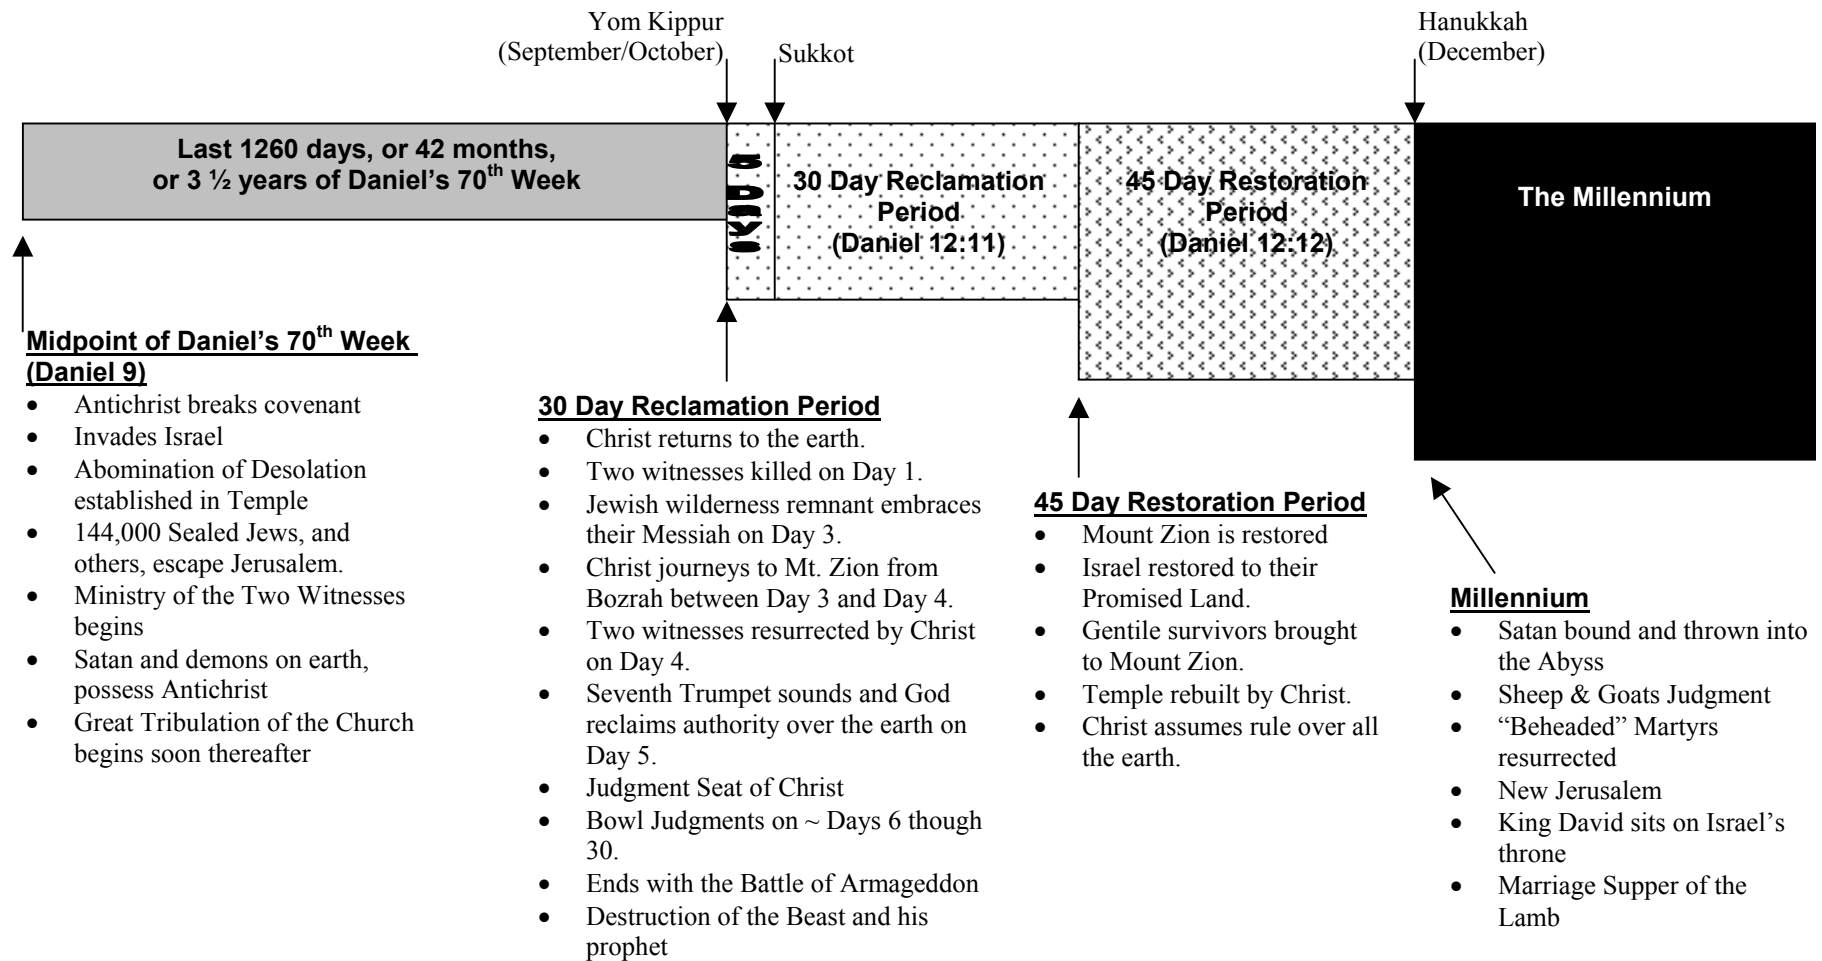 Yom Kippur
(September/October)
Sukkot
Hanukkah
(December)
Last 1260 days, or 42 months,
or 3 ½ years of Daniel's 70th Week
5 Days
30 Day Reclamation
Period
(Daniel 12:11)
45 Day Restoration
Period
(Daniel 12:12)
The Millennium
Midpoint of Daniel's 70th Week
(Daniel 9)
• Antichrist breaks covenant
• Invades Israel
• Abomination of Desolation
established in Temple
• 144,000 Sealed Jews, and
others, escape Jerusalem.
• Ministry of the Two Witnesses
begins
• Satan and demons on earth,
possess Antichrist
• Great Tribulation of the Church
begins soon thereafter
30 Day Reclamation Period
• Christ returns to the earth.
• Two witnesses killed on Day 1.
• Jewish wilderness remnant embraces
their Messiah on Day 3.
• Christ journeys to Mt. Zion from
Bozrah between Day 3 and Day 4.
• Two witnesses resurrected by Christ
on Day 4.
• Seventh Trumpet sounds and God
reclaims authority over the earth on
Day 5.
• Judgment Seat of Christ
• Bowl Judgments on ~ Days 6 though
30.
• Ends with the Battle of Armageddon
• Destruction of the Beast and his
prophet
45 Day Restoration Period
• Mount Zion is restored
• Israel restored to their
Promised Land.
• Gentile survivors brought
to Mount Zion.
• Temple rebuilt by Christ.
• Christ assumes rule over all
the earth.
Millennium
• Satan bound and thrown into
the Abyss
• Sheep & Goats Judgment
• "Beheaded" Martyrs
resurrected
• New Jerusalem
• King David sits on Israel's
throne
• Marriage Supper of the
Lamb